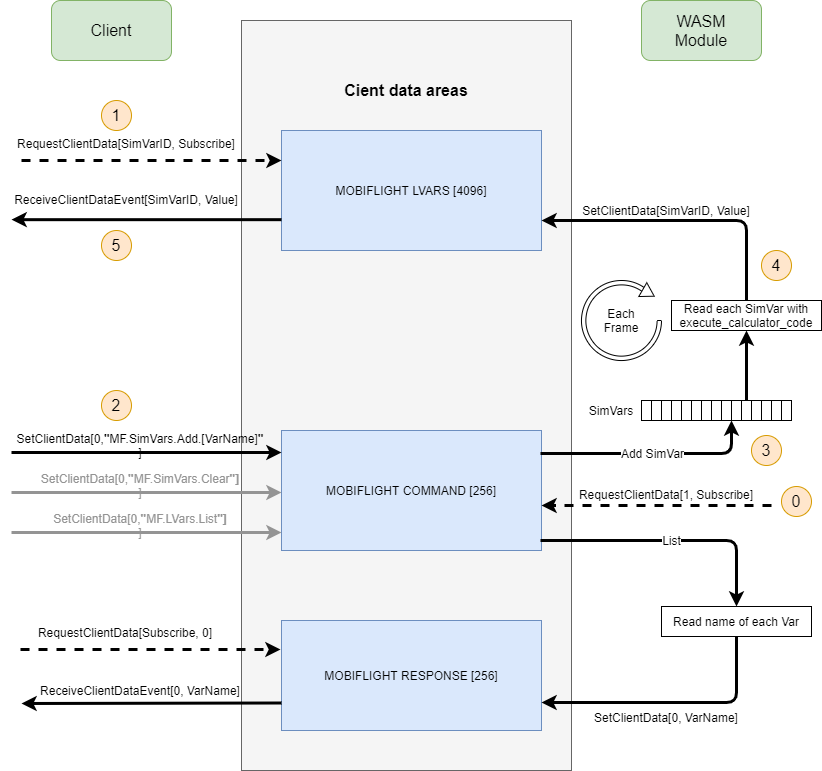 Client
WASM
Module
Cient data areas
1
RequestClientData[SimVarID, Subscribe]
MOBIFLIGHT LVARS [4096]
ReceiveClientDataEvent[SimVarID, Value]
5
SetClientData[SimVarID, Value]
4
Each
Frame
Read each SimVar with
execute_calculator_code
2
SimVars
SetClientData[0,"MF.SimVars.Add.[VarName]"
]
Add SimVar
3
SetClientData[0,"MF.SimVars.Clear"]
]
MOBIFLIGHT COMMAND [256]
RequestClientData[1, Subscribe]
0
SetClientData[0,"MF.LVars.List"]
]
List
Read name of each Var
RequestClientData[Subscribe, 0]
MOBIFLIGHT RESPONSE [256]
ReceiveClientDataEvent[0, VarName]
SetClientData[0, VarName]